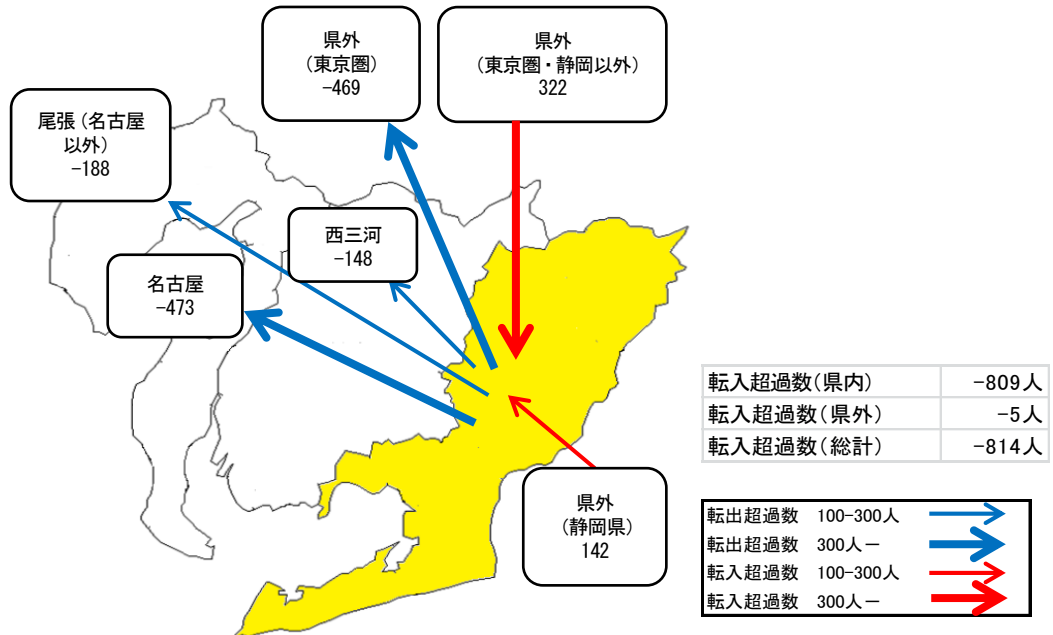 県外
(東京圏)
-469
県外
(東京圏・静岡以外)
322
尾張(名古屋
以外)
-188
西三河
-148
名古屋
-473
県外
(静岡県)
142
転入超過数(県内) -809人
転入超過数(県外) -5人
転入超過数(総計) -814人
転出超過数 100-300人
転出超過数 300人－
転入超過数 100-300人
転入超過数 300人－